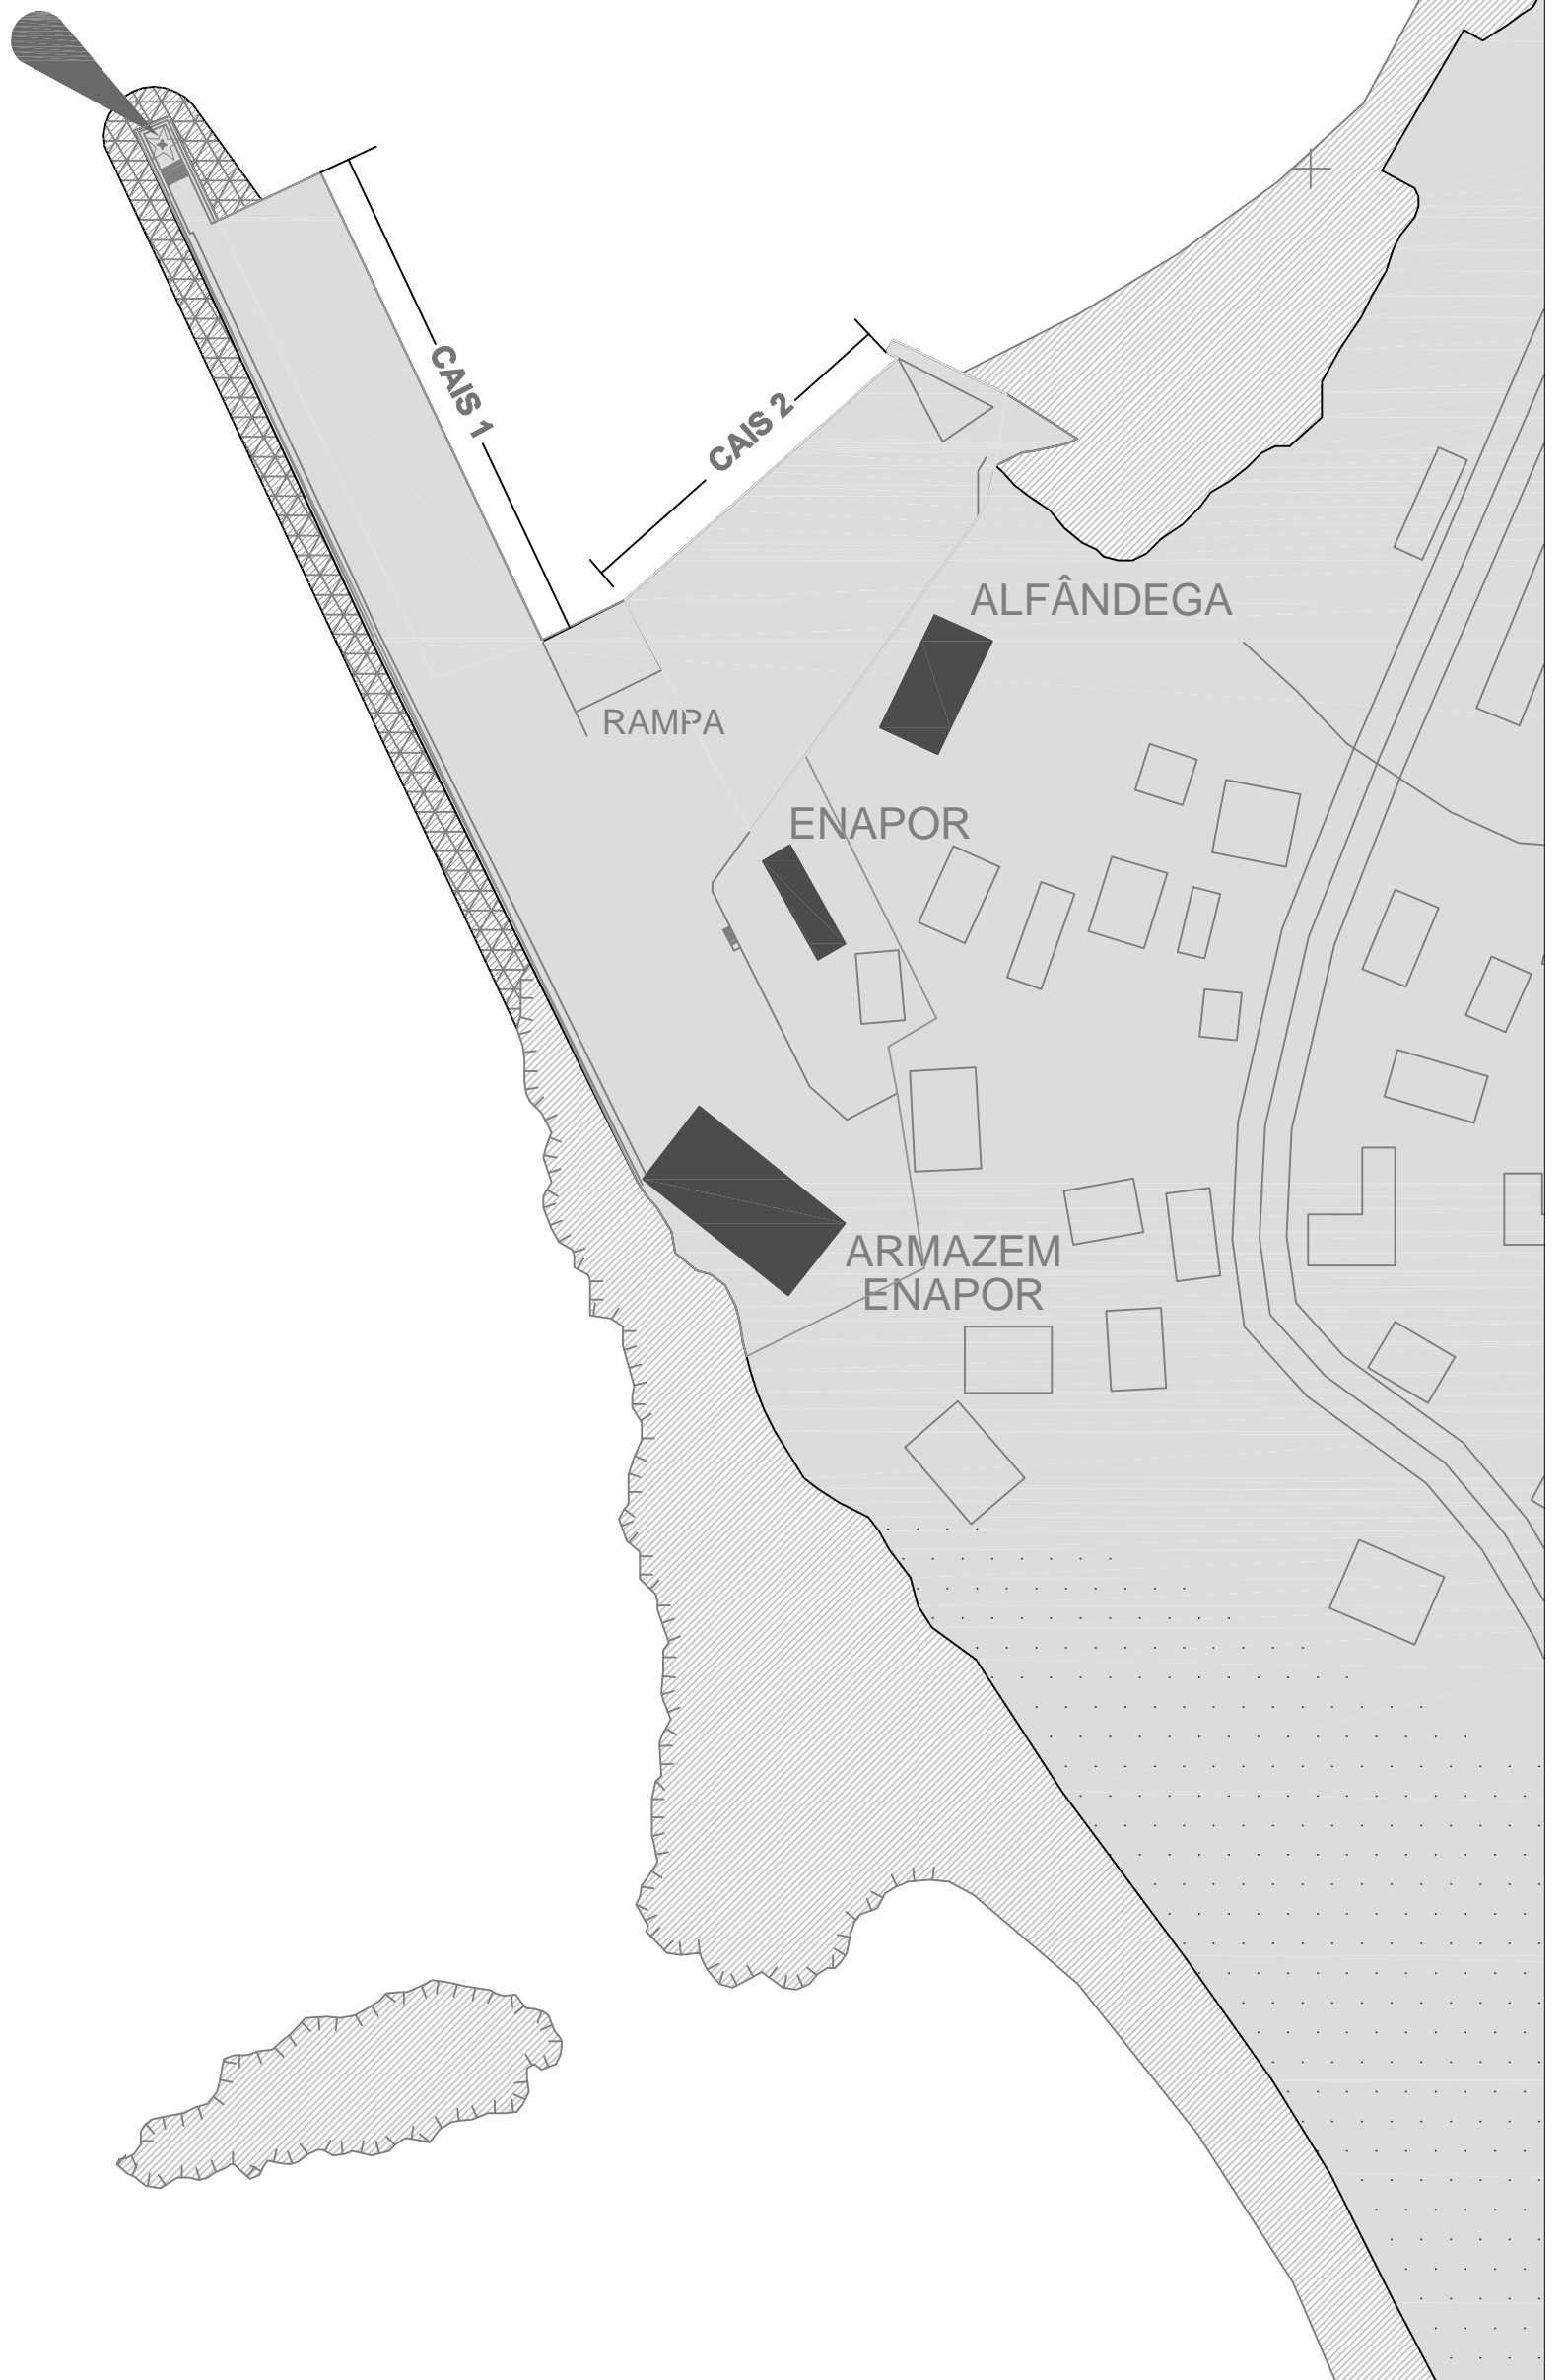 CAIS 1
CAIS 2
ALFÂNDEGA
RAMPA
ENAPOR
ARMAZEM
ENAPOR